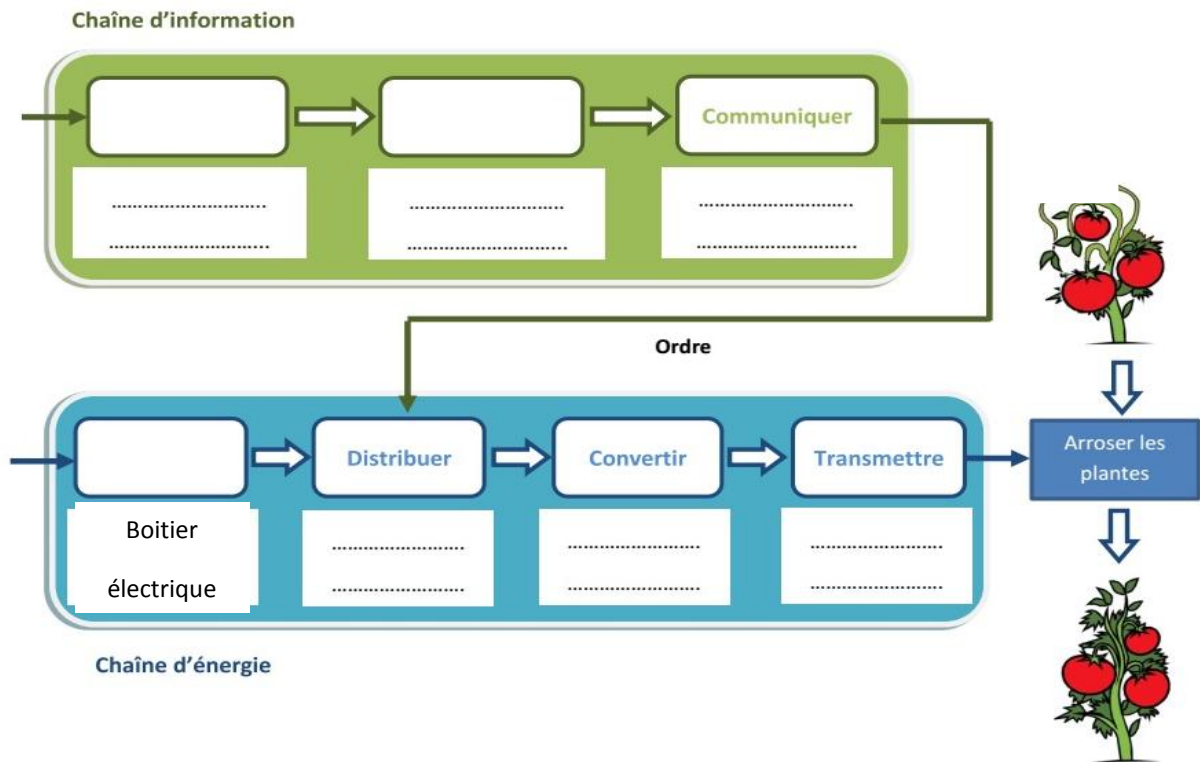 Chaîne d'information
Communiquer
………………………..
………………………..
………………………..
………………………...
………………………...
………………………...
Ordre
Distribuer
Convertir
Transmettre
Arroser les
plantes
Boitier
électrique
…………………….
…………………….
…………………….
…………………….
…………………….
…………………….
Chaîne d'énergie